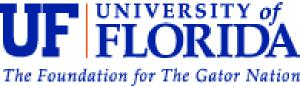 UF UNIVERSITY of
FLORIDA
The Foundation for The Gator Nation